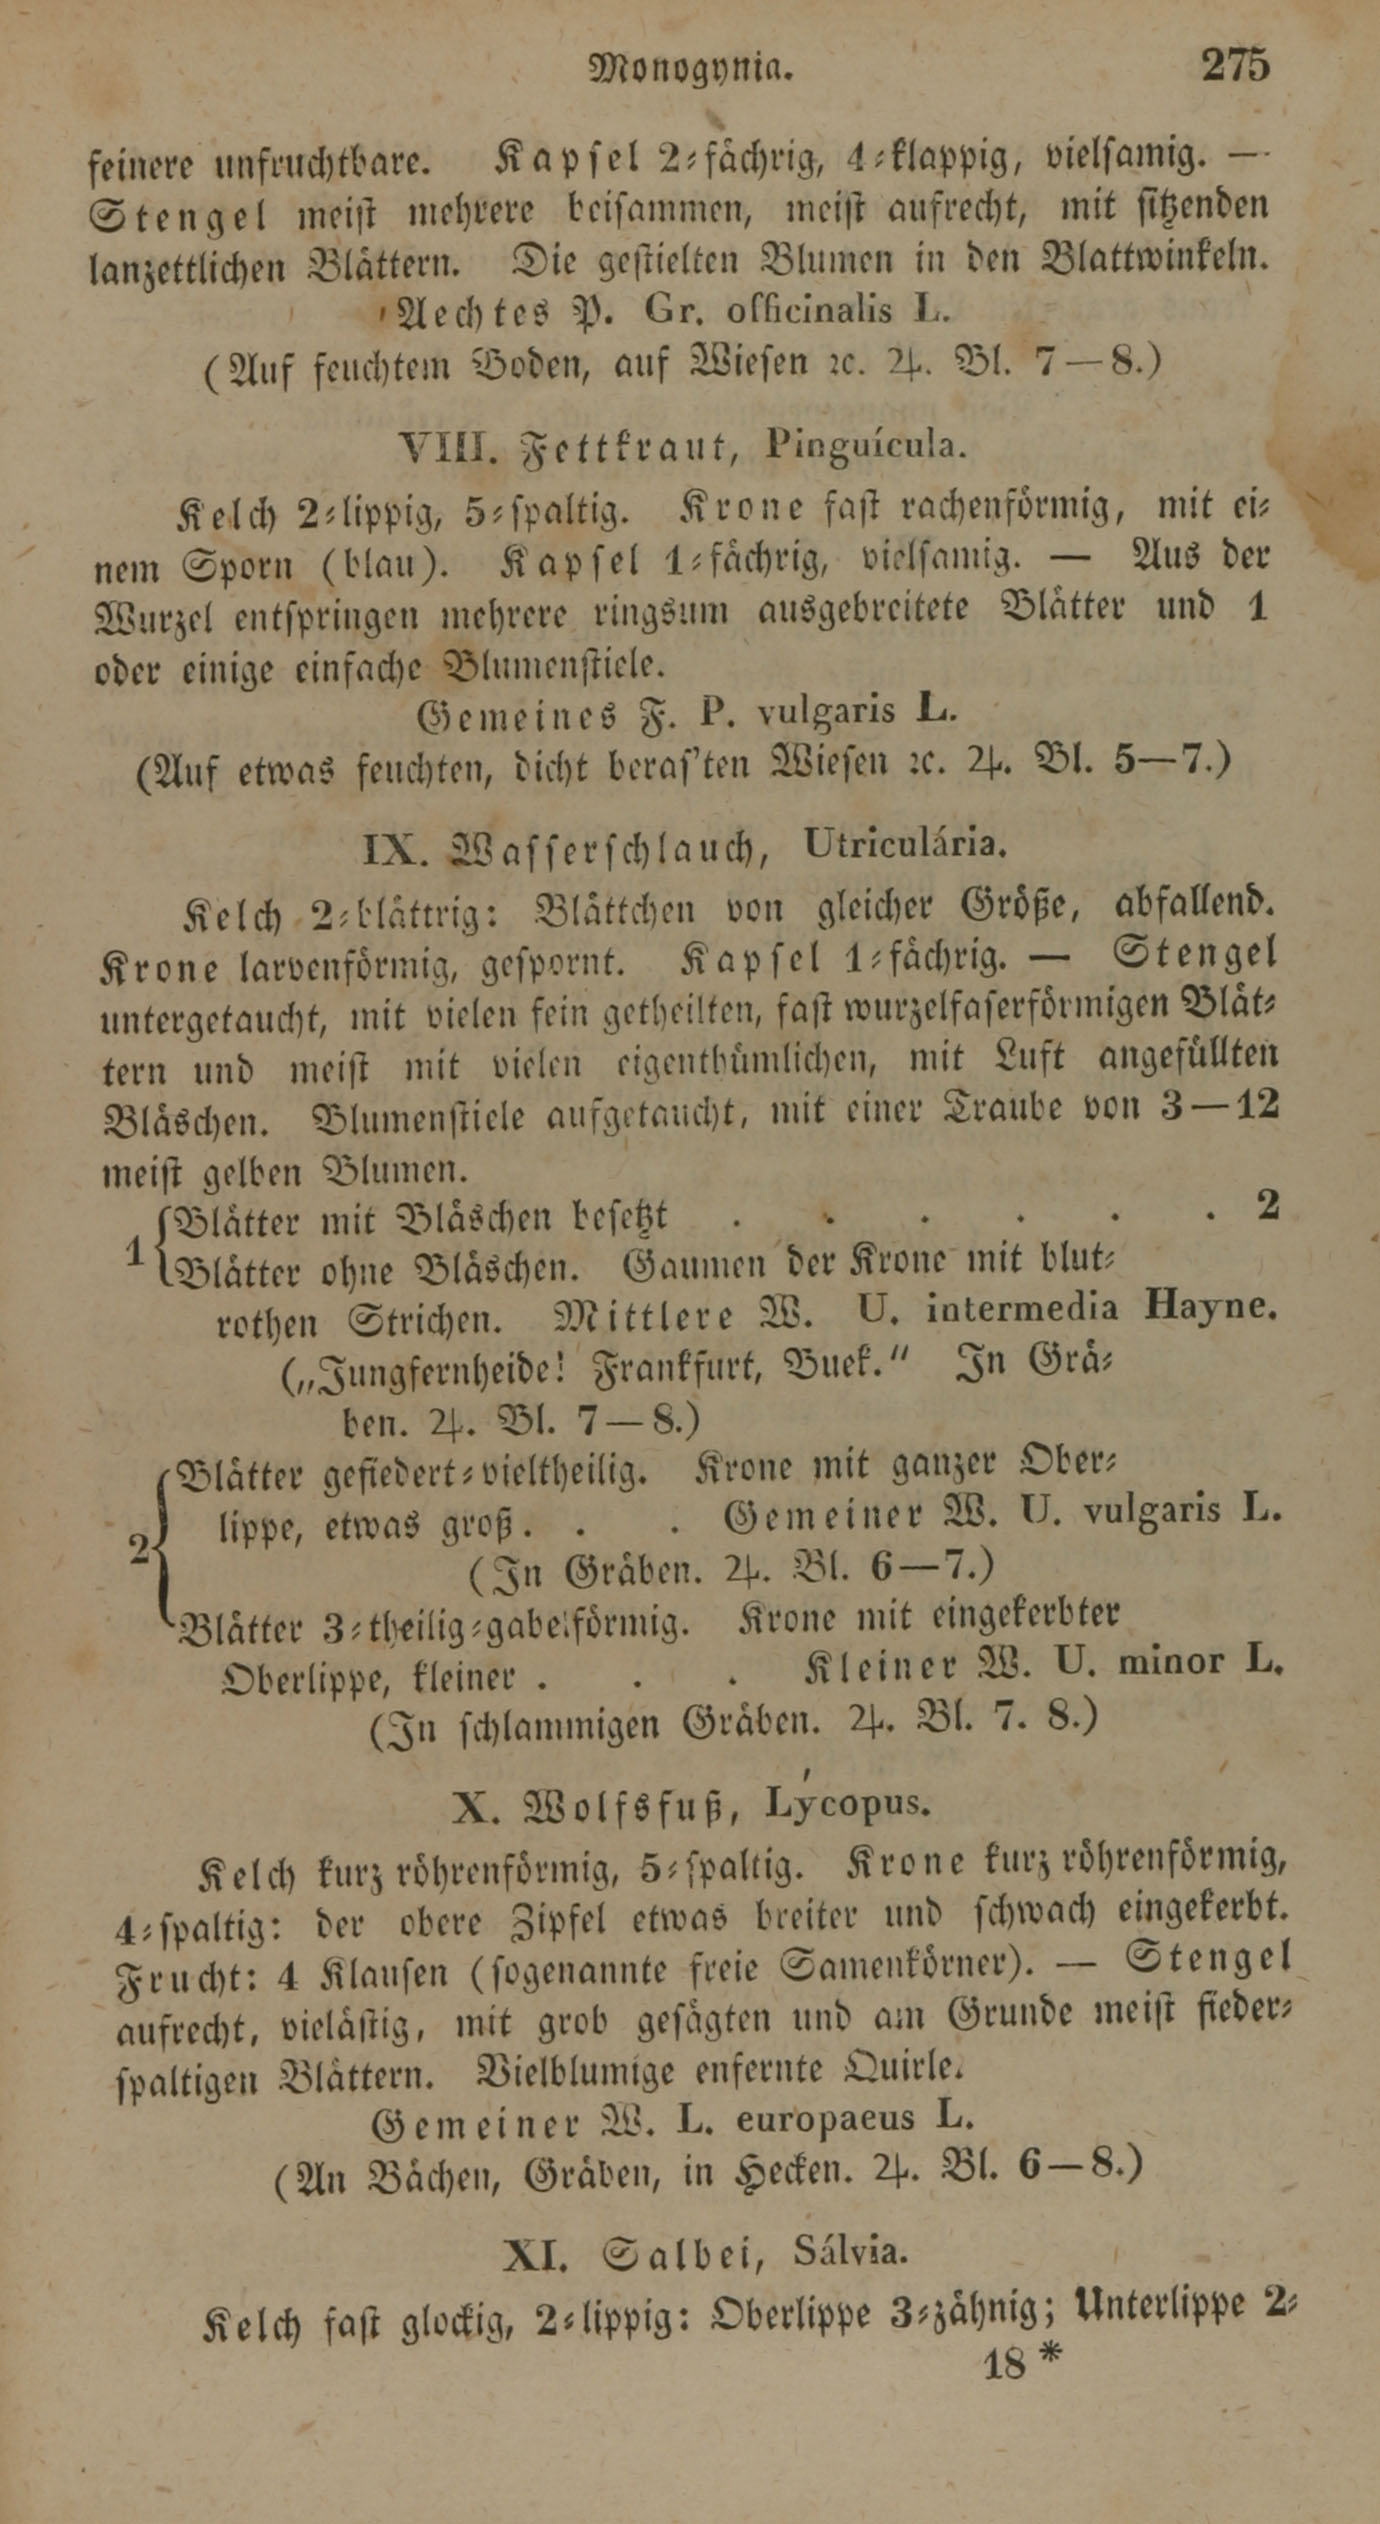 Monogynia. 275
feinere unfruchtbare. Kapsel 2=fächrig, 4=klappig, vielsamig. —
Stengel meist mehrere beisammen, meist aufrecht, mit sitzenden
lanzettlichen Blättern. Die gestielten Blumen in den Blattwinkeln.
Aechtes P. Gr. officinalis L.
(Auf feuchtem Boden, auf Wiesen ꝛc. ♃. Bl. 7—8.)
VIII. Fettkraut, Pinguícula.
Kelch 2=lippig, 5=spaltig. Krone fast rachenförmig, mit ei=
nem Sporn (blau). Kapsel 1=fächrig, vielsamig. — Aus der
Wurzel entspringen mehrere ringsum ausgebreitete Blätter und 1
oder einige einfache Blumenstiele.
Gemeines F. P. vulgaris L.
(Auf etwas feuchten, dicht beras'ten Wiesen ꝛc. ♃. Bl. 5—7.)
IX. Wasserschlauch, Utriculária.
Kelch 2=blättrig: Blättchen von gleicher Größe, abfallend.
Krone larvenförmig, gespornt. Kapsel 1=fächrig. — Stengel
untergetaucht, mit vielen fein getheilten, fast wurzelfaserförmigen Blät=
tern und meist mit vielen eigenthümlichen, mit Luft angefüllten
Bläschen. Blumenstiele aufgetaucht, mit einer Traube von 3—12
meist gelben Blumen.
1 {Blätter mit Bläschen besetzt . . . . . . 2
Blätter ohne Bläschen. Gaumen der Krone mit blut=
rothen Strichen. Mittlere W. U. intermedia Hayne.
(„Jungfernheide! Frankfurt, Buek." In Grä=
ben. ♃. Bl. 7—8.)
2 {Blätter gefiedert=vieltheilig. Krone mit ganzer Ober=
lippe, etwas groß. . . Gemeiner W. U. vulgaris L.
(In Gräben. ♃. Bl. 6—7.)
Blätter 3=theilig=gabelförmig. Krone mit eingekerbter
Oberlippe, kleiner . . . Kleiner W. U. minor L.
(In schlammigen Gräben. ♃. Bl. 7. 8.)
X. Wolfsfuß, Lýcopus.
Kelch kurz röhrenförmig, 5=spaltig. Krone kurz röhrenförmig,
4=spaltig: der obere Zipfel etwas breiter und schwach eingekerbt.
Frucht: 4 Klausen (sogenannte freie Samenkörner). — Stengel
aufrecht, vielästig, mit grob gesägten und am Grunde meist fieder=
spaltigen Blättern. Vielblumige enfernte Quirle.
Gemeiner W. L. europaeus L.
(An Bächen, Gräben, in Hecken. ♃. Bl. 6—8.)
XI. Salbei, Sálvia.
Kelch fast glockig, 2=lippig: Oberlippe 3=zähnig; Unterlippe 2=
18 *